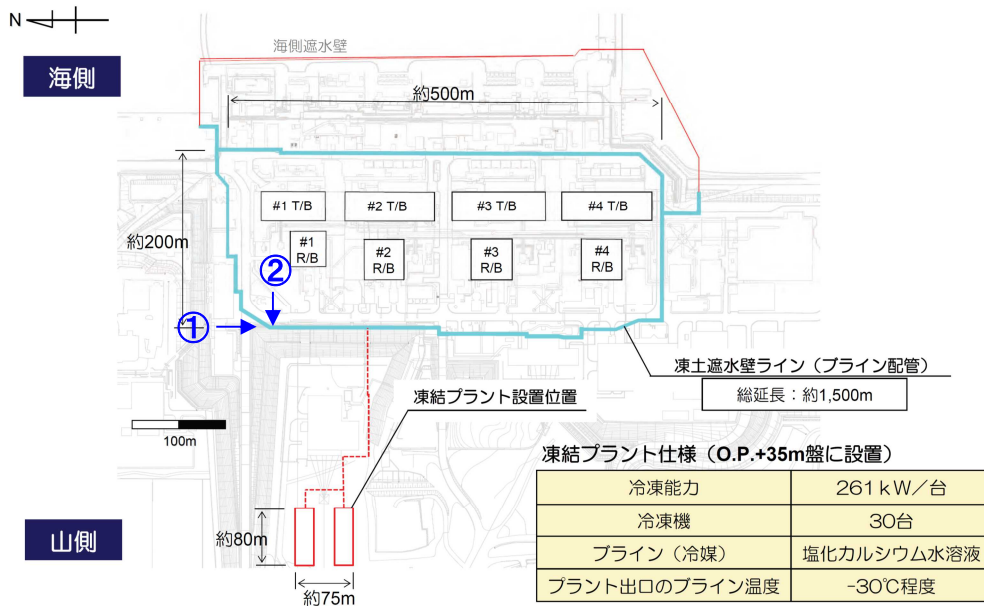 N
海側遮水壁
海側
約500m
#1 T/B
#2 T/B
#3 T/B
#4 T/B
約200m
#1
R/B
#2
R/B
#3
R/B
#4
R/B
②
①
凍土遮水壁ライン（ブライン配管）
総延長：約1,500m
凍結プラント設置位置
100m
凍結プラント仕様（O.P.+35m盤に設置）
冷凍能力 261kW／台
冷凍機 30台
ブライン（冷媒） 塩化カルシウム水溶液
プラント出口のブライン温度 -30℃程度
山側
約80m
約75m